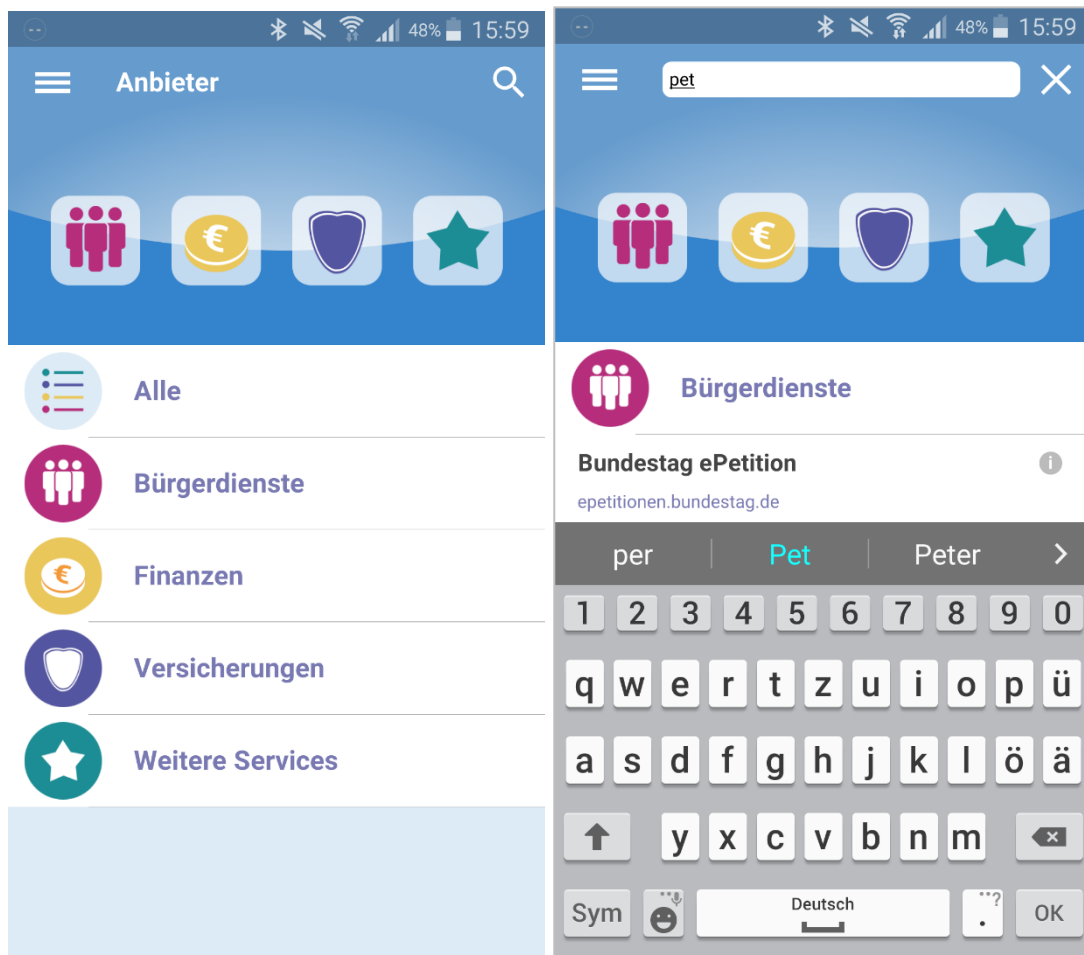 48% 15:59
Anbieter
€
Alle
Bürgerdienste
€
Finanzen
Versicherungen
Weitere Services
48% 15:59
pet
€
Bürgerdienste
Bundestag ePetition
i
epetitionen.bundestag.de
per Pet Peter
1 2 3 4 5 6 7 8 9 0
q w e r t z u i o p ü
a s d f g h j k l ö ä
y x c v b n m
Sym Deutsch . ? OK